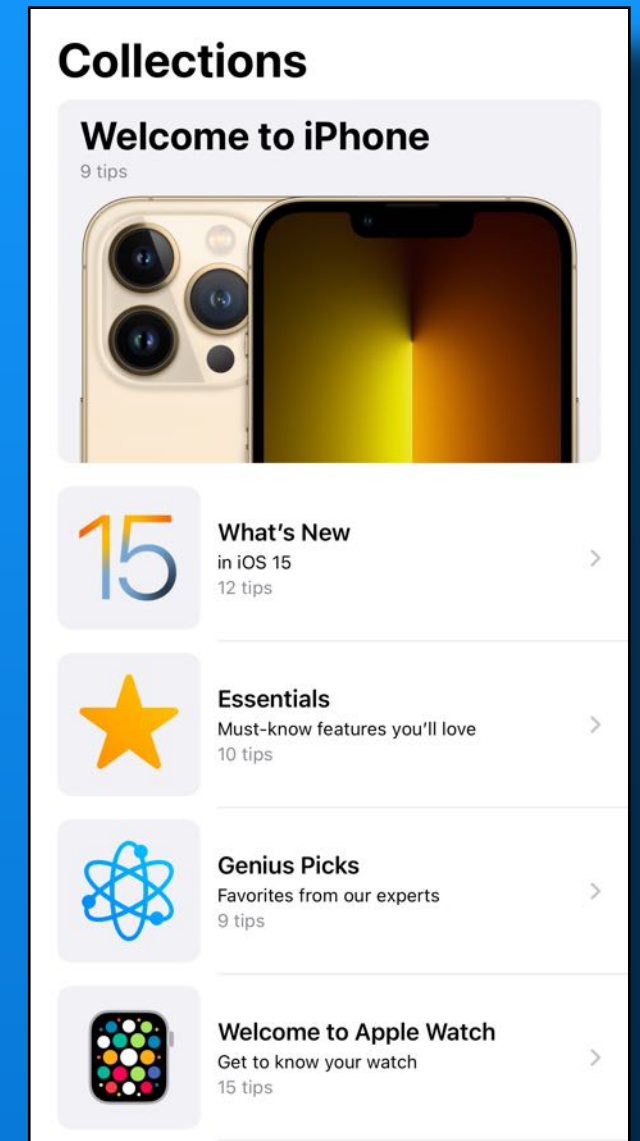 Collections
Welcome to iPhone
9 tips
15
What's New
in iOS 15
12 tips
Essentials
Must-know features you'll love
10 tips
Genius Picks
Favorites from our experts
9 tips
Welcome to Apple Watch
Get to know your watch
15 tips